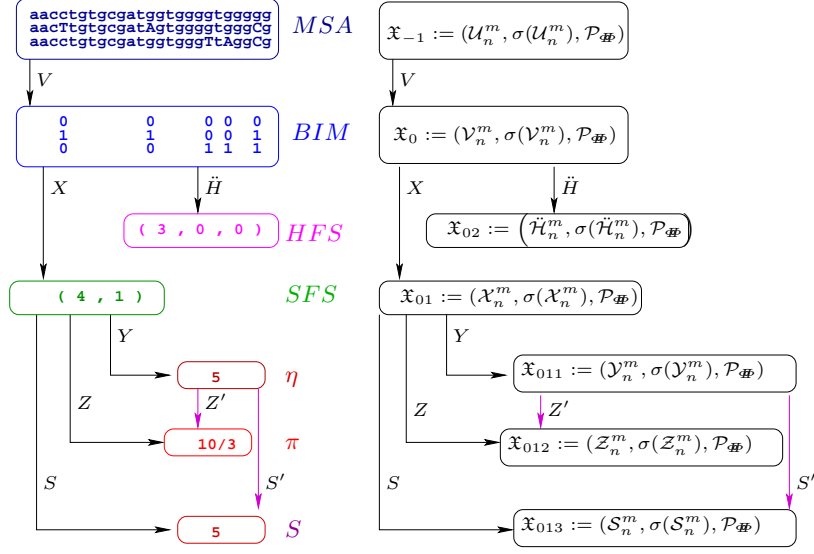 aacctgtgcgatggtggggtggggg
aacTtgtgcgatAgtggggtgggCg
aacctgtgcgatggtgggTtAggCg
MSA
𝔛₋₁ := (𝒰ₙᵐ, σ(𝒰ₙᵐ), 𝒫
V
V
0 0 0 0 0
1 1 0 0 1
0 0 1 1 1
BIM
𝔛₀ := (𝒱ₙᵐ, σ(𝒱ₙᵐ), 𝒫
X
Ḧ
X
Ḧ
( 3 , 0 , 0 )
HFS
𝔛₀₂ := (ℋ̈ₙᵐ, σ(ℋ̈ₙᵐ), 𝒫
( 4 , 1 )
SFS
𝔛₀₁ := (𝒳ₙᵐ, σ(𝒳ₙᵐ), 𝒫
Y
Y
5
η
𝔛₀₁₁ := (𝒴ₙᵐ, σ(𝒴ₙᵐ), 𝒫
Z
Z′
Z
Z′
10/3
π
𝔛₀₁₂ := (𝒵ₙᵐ, σ(𝒵ₙᵐ), 𝒫
S
S′
S
S′
5
S
𝔛₀₁₃ := (𝒮ₙᵐ, σ(𝒮ₙᵐ), 𝒫